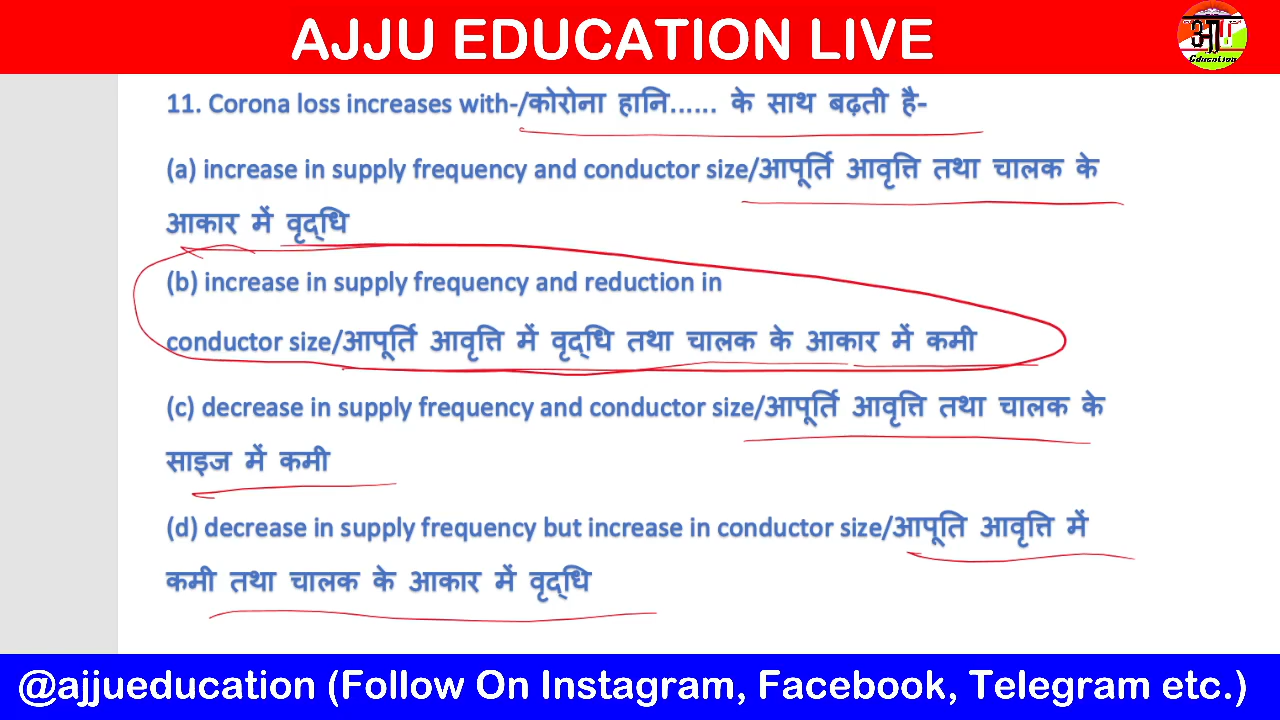 AJJU EDUCATION LIVE
आप
Education
11. Corona loss increases with-/कोरोना हानि...... के साथ बढ़ती है-
(a) increase in supply frequency and conductor size/आपूर्ति आवृत्ति तथा चालक के
आकार में वृद्धि
(b) increase in supply frequency and reduction in
conductor size/आपूर्ति आवृत्ति में वृद्धि तथा चालक के आकार में कमी
(c) decrease in supply frequency and conductor size/आपूर्ति आवृत्ति तथा चालक के
साइज में कमी
(d) decrease in supply frequency but increase in conductor size/आपूति आवृत्ति में
कमी तथा चालक के आकार में वृद्धि
@ajjueducation (Follow On Instagram, Facebook, Telegram etc.)